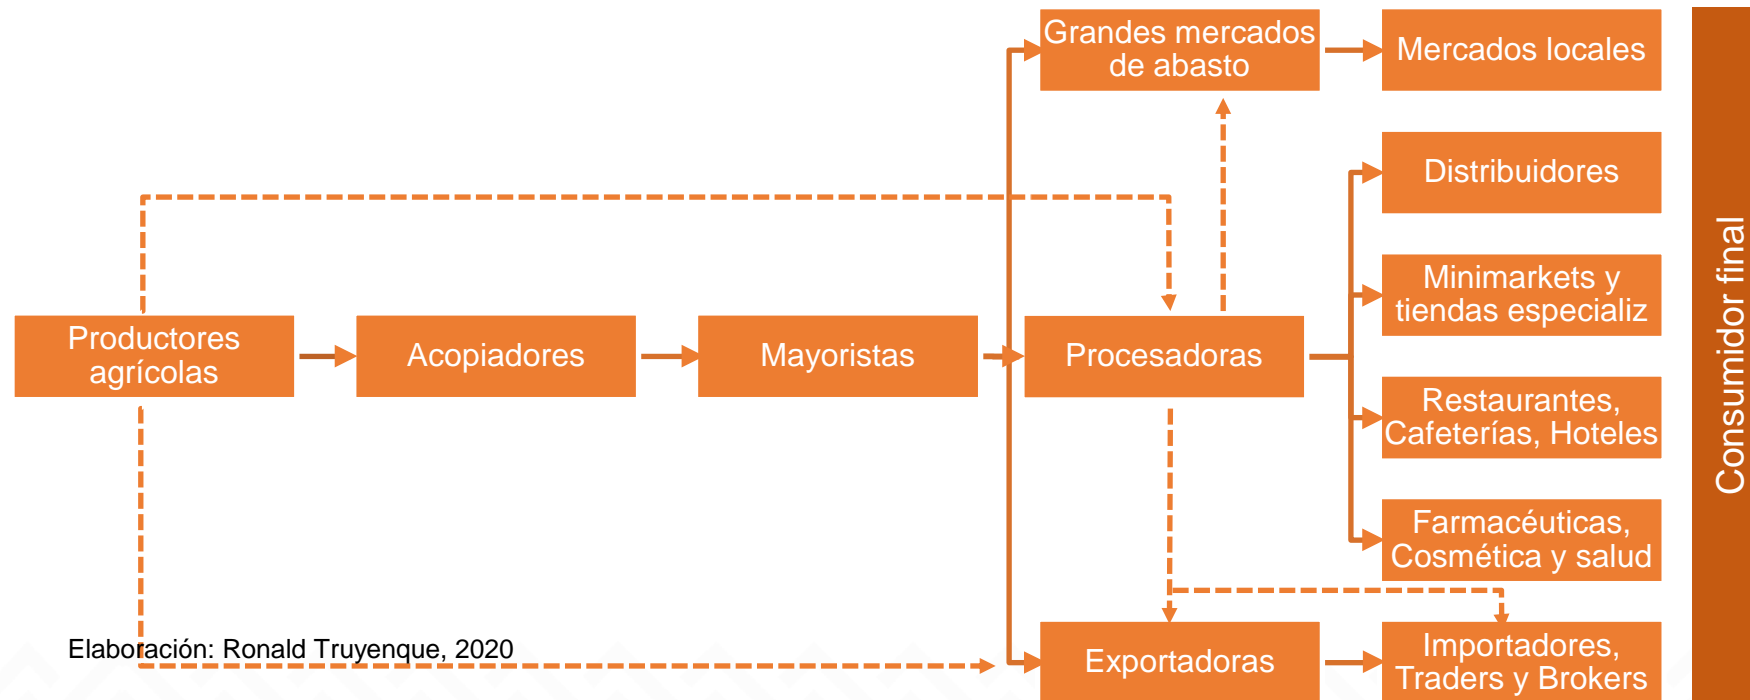 Grandes mercados
de abasto
Mercados locales
Distribuidores
Minimarkets y
tiendas especializ
Productores
agrícolas
Acopiadores
Mayoristas
Procesadoras
Restaurantes,
Cafeterías, Hoteles
Farmacéuticas,
Cosmética y salud
Exportadoras
Importadores,
Traders y Brokers
Consumidor final
Elaboración: Ronald Truyenque, 2020